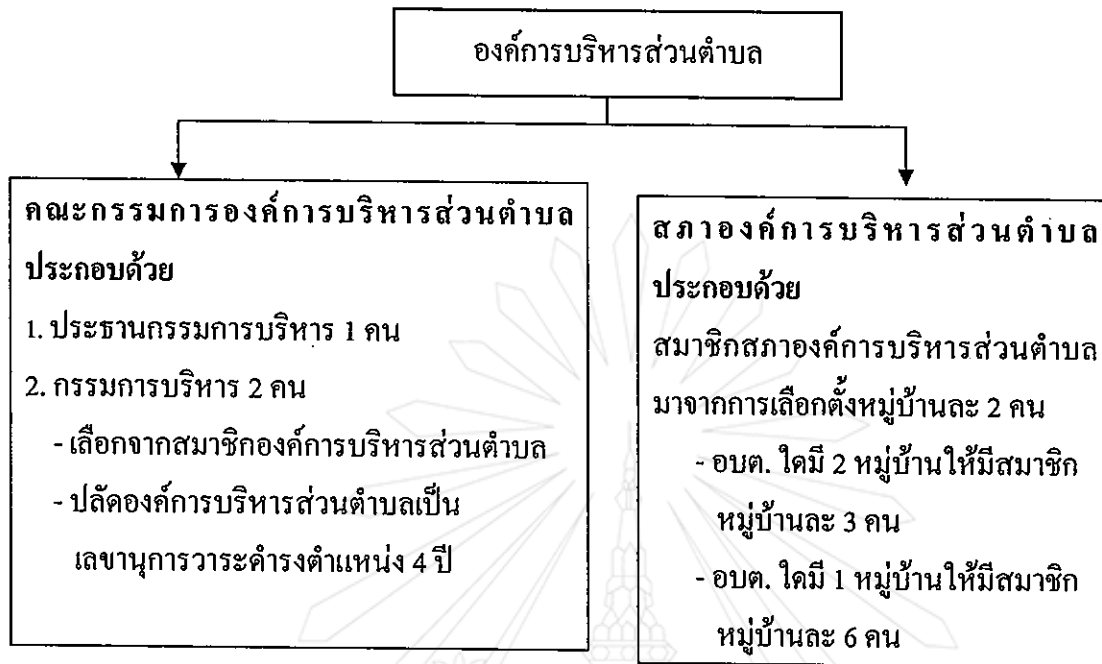 องค์การบริหารส่วนตำบล
คณะกรรมการองค์การบริหารส่วนตำบล
ประกอบด้วย
1. ประธานกรรมการบริหาร 1 คน
2. กรรมการบริหาร 2 คน
- เลือกจากสมาชิกองค์การบริหารส่วนตำบล
- ปลัดองค์การบริหารส่วนตำบลเป็น
เลขานุการวาระดำรงตำแหน่ง 4 ปี
สภาองค์การบริหารส่วนตำบล
ประกอบด้วย
สมาชิกสภาองค์การบริหารส่วนตำบล
มาจากการเลือกตั้งหมู่บ้านละ 2 คน
- อบต. ใดมี 2 หมู่บ้านให้มีสมาชิก
หมู่บ้านละ 3 คน
- อบต. ใดมี 1 หมู่บ้านให้มีสมาชิก
หมู่บ้านละ 6 คน